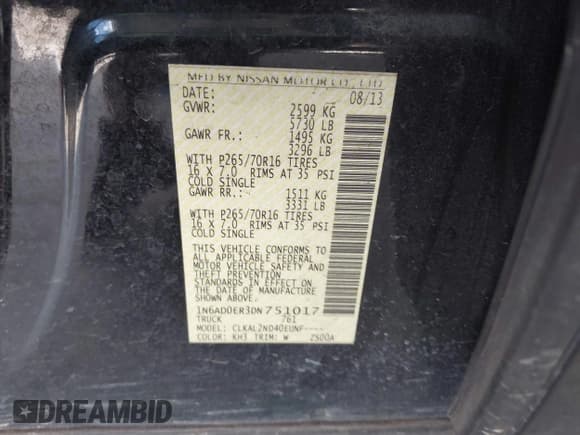 MFD BY NISSAN MOTOR CO., LTD.
DATE: 08/13
GVWR: 2599 KG
5730 LB
GAWR FR.: 1495 KG
3296 LB
WITH P265/70R16 TIRES
16 X 7.0 RIMS AT 35 PSI
COLD SINGLE
GAWR RR.: 1511 KG
3331 LB
WITH P265/70R16 TIRES
16 X 7.0 RIMS AT 35 PSI
COLD SINGLE
THIS VEHICLE CONFORMS TO
ALL APPLICABLE FEDERAL
MOTOR VEHICLE SAFETY AND
THEFT PREVENTION
STANDARDS IN EFFECT ON
THE DATE OF MANUFACTURE
SHOWN ABOVE.
1N6AD0ER3DN751017
TRUCK 761
MODEL: CLKAL2ND40EUNF----
COLOR: KH3 TRIM: W 2500A
DREAMBID